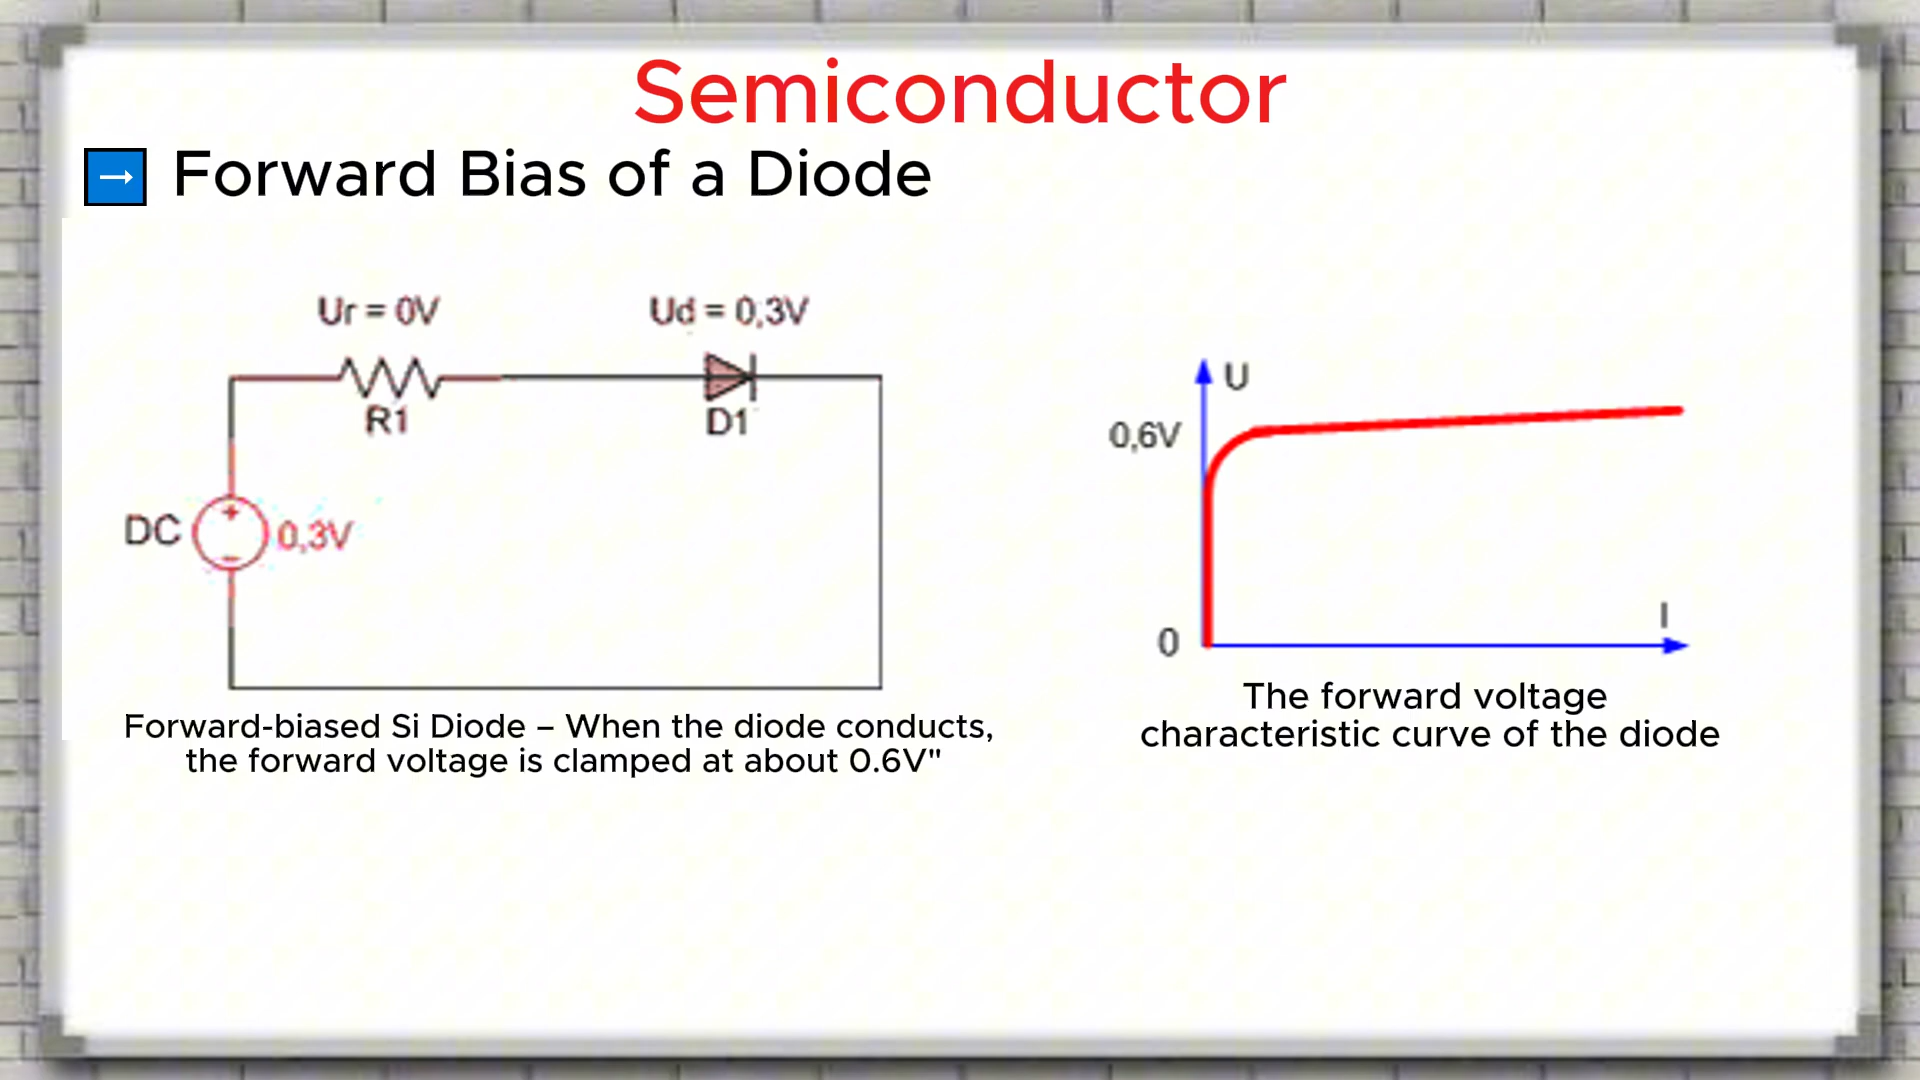 Semiconductor
→ Forward Bias of a Diode
Ur = 0V
Ud = 0,3V
R1
D1
DC
+
0,3V
−
U
0,6V
0
I
Forward-biased Si Diode – When the diode conducts,
the forward voltage is clamped at about 0.6V"
The forward voltage
characteristic curve of the diode